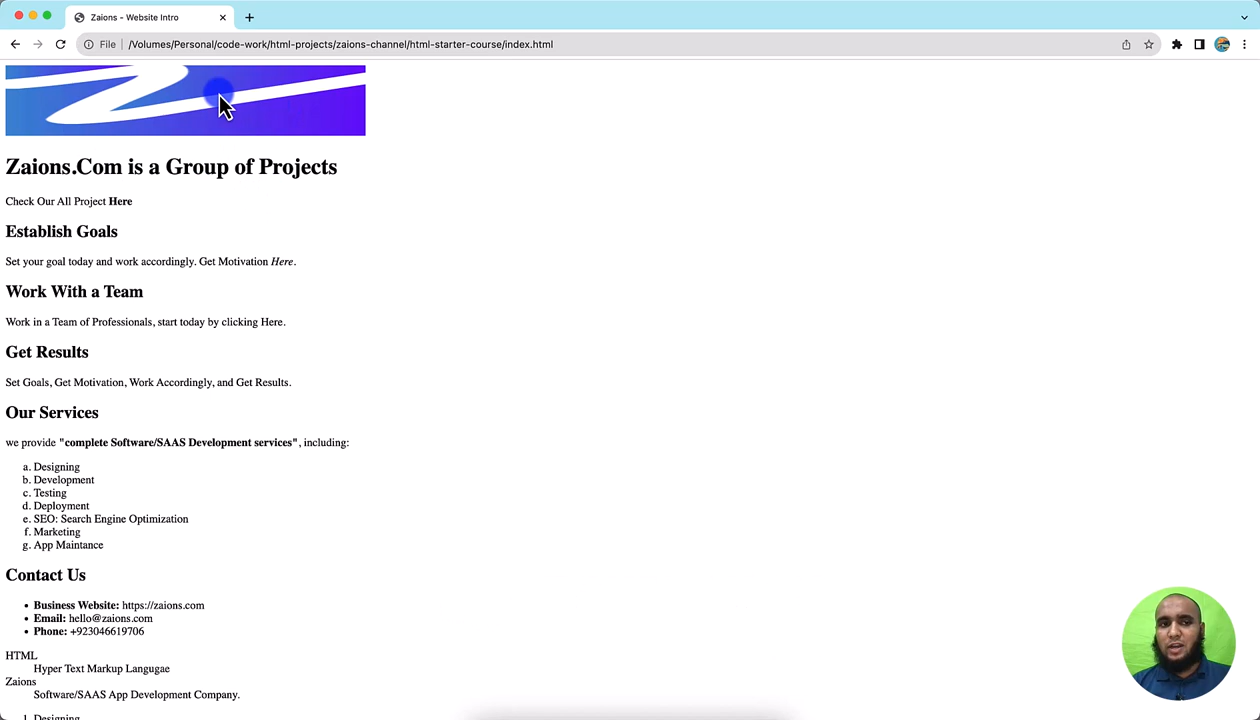 Zaions - Website Intro
File | /Volumes/Personal/code-work/html-projects/zaions-channel/html-starter-course/index.html
Zaions.Com is a Group of Projects
Check Our All Project Here
Establish Goals
Set your goal today and work accordingly. Get Motivation Here.
Work With a Team
Work in a Team of Professionals, start today by clicking Here.
Get Results
Set Goals, Get Motivation, Work Accordingly, and Get Results.
Our Services
we provide "complete Software/SAAS Development services", including:
a. Designing
b. Development
c. Testing
d. Deployment
e. SEO: Search Engine Optimization
f. Marketing
g. App Maintance
Contact Us
• Business Website: https://zaions.com
• Email: hello@zaions.com
• Phone: +923046619706
HTML
Hyper Text Markup Langugae
Zaions
Software/SAAS App Development Company.
1. Designing